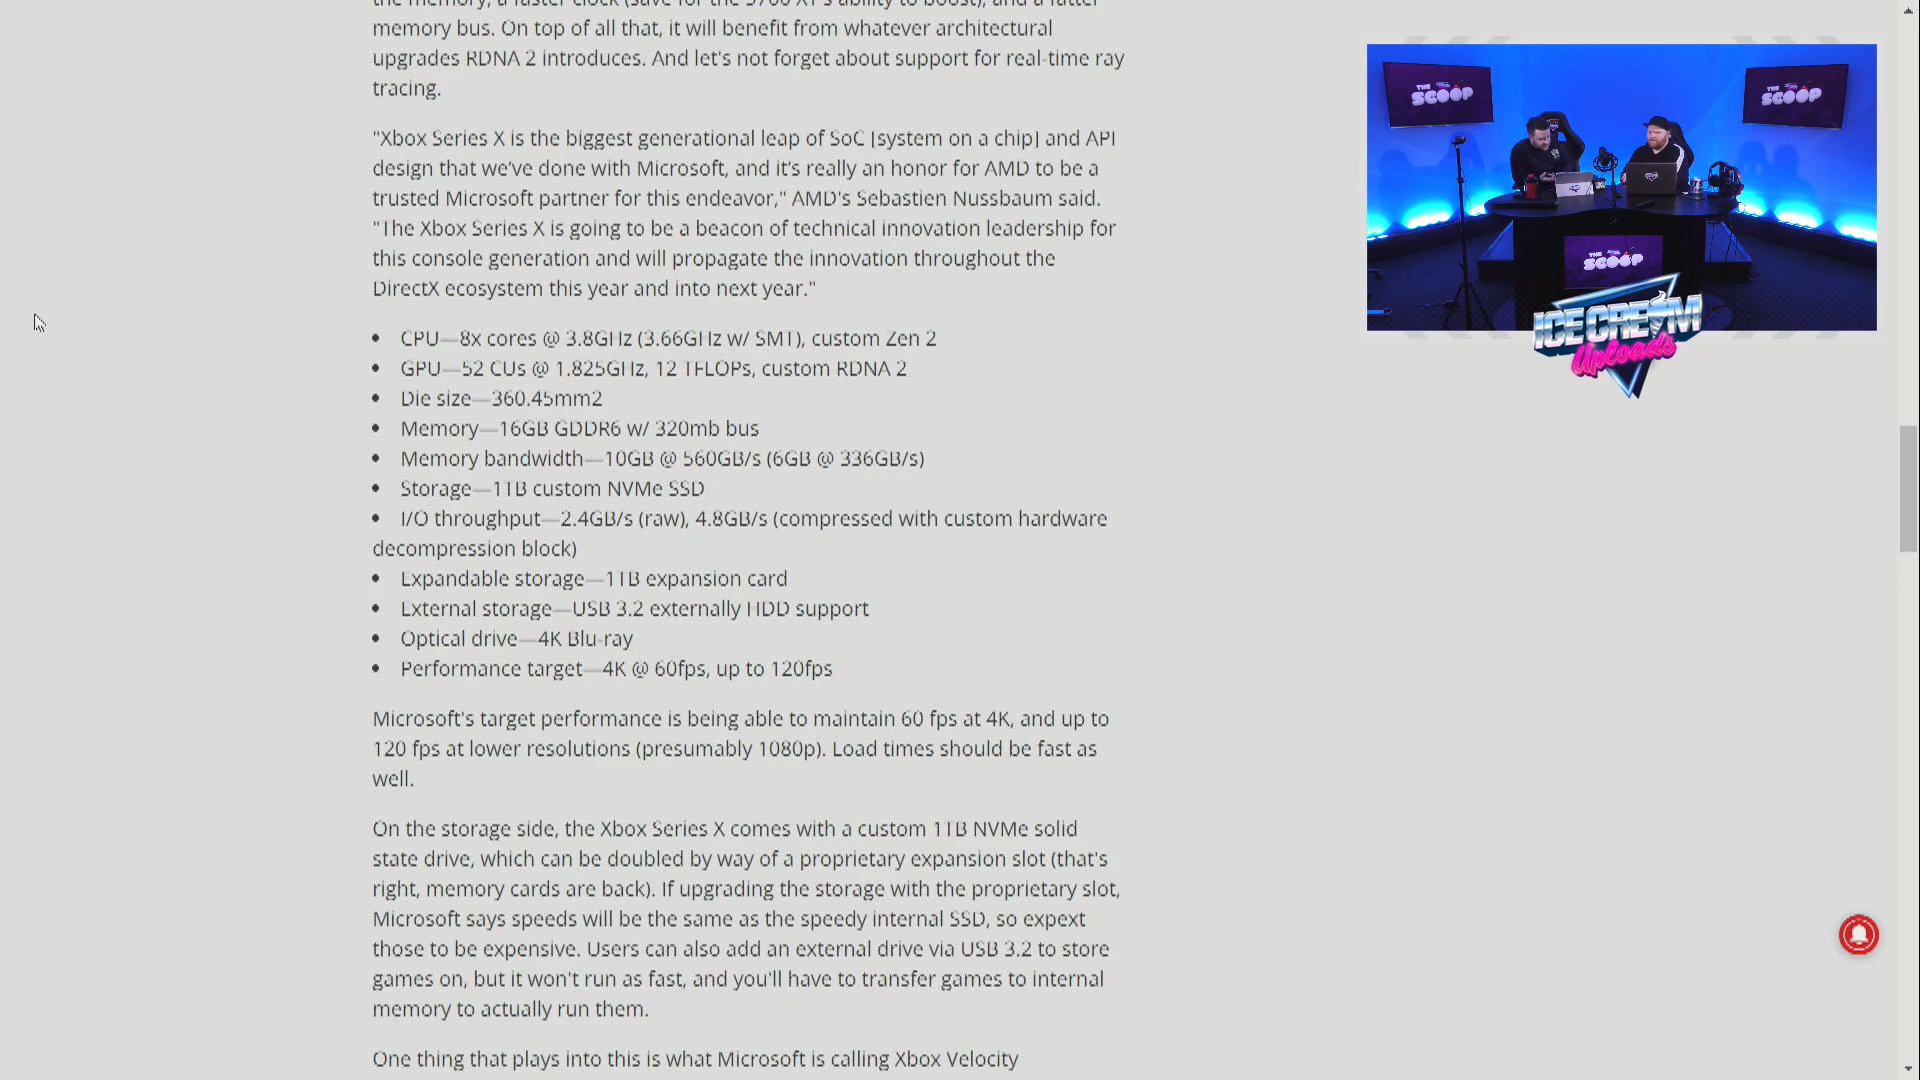 the memory, a faster clock (save for the 5700 XT's ability to boost), and a fatter
memory bus. On top of all that, it will benefit from whatever architectural
upgrades RDNA 2 introduces. And let's not forget about support for real-time ray
tracing.
"Xbox Series X is the biggest generational leap of SoC [system on a chip] and API
design that we've done with Microsoft, and it's really an honor for AMD to be a
trusted Microsoft partner for this endeavor," AMD's Sebastien Nussbaum said.
"The Xbox Series X is going to be a beacon of technical innovation leadership for
this console generation and will propagate the innovation throughout the
DirectX ecosystem this year and into next year."
• CPU—8x cores @ 3.8GHz (3.66GHz w/ SMT), custom Zen 2
• GPU—52 CUs @ 1.825GHz, 12 TFLOPs, custom RDNA 2
• Die size—360.45mm2
• Memory—16GB GDDR6 w/ 320mb bus
• Memory bandwidth—10GB @ 560GB/s (6GB @ 336GB/s)
• Storage—1TB custom NVMe SSD
• I/O throughput—2.4GB/s (raw), 4.8GB/s (compressed with custom hardware
decompression block)
• Expandable storage—1TB expansion card
• External storage—USB 3.2 externally HDD support
• Optical drive—4K Blu-ray
• Performance target—4K @ 60fps, up to 120fps
Microsoft's target performance is being able to maintain 60 fps at 4K, and up to
120 fps at lower resolutions (presumably 1080p). Load times should be fast as
well.
On the storage side, the Xbox Series X comes with a custom 1TB NVMe solid
state drive, which can be doubled by way of a proprietary expansion slot (that's
right, memory cards are back). If upgrading the storage with the proprietary slot,
Microsoft says speeds will be the same as the speedy internal SSD, so expext
those to be expensive. Users can also add an external drive via USB 3.2 to store
games on, but it won't run as fast, and you'll have to transfer games to internal
memory to actually run them.
One thing that plays into this is what Microsoft is calling Xbox Velocity
THE
SCOOP
THE
SCOOP
THE
SCOOP
ICE CREAM
Uploads